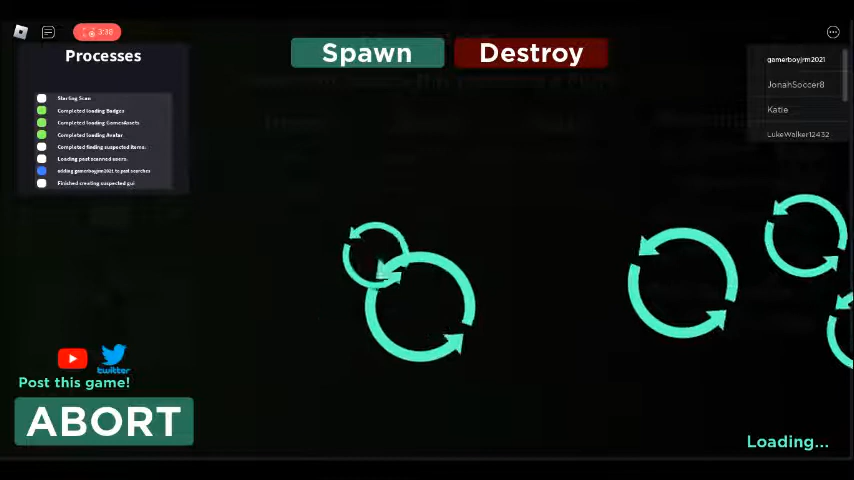 3:30
Processes
Spawn
Destroy
gamerboyjrm2021
JonahSoccer8
Katie
LukeWalker12432
Starting Scan
Completed loading Badges
Completed loading GameAssets
Completed loading Avatar
Completed finding suspected items.
Loading past scanned users.
adding gamerboyjrm2021 to past searches
Finished creating suspected gui
twitter
Post this game!
ABORT
Loading...